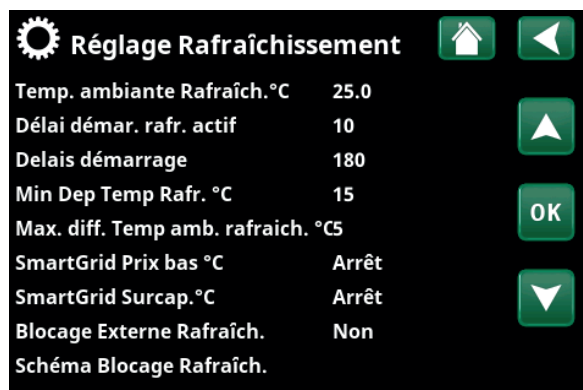 Réglage Rafraîchissement
Temp. ambiante Rafraîch.°C 25.0
Délai démar. rafr. actif 10
Delais démarrage 180
Min Dep Temp Rafr. °C 15
Max. diff. Temp amb. rafraich. °C5
OK
SmartGrid Prix bas °C Arrêt
SmartGrid Surcap.°C Arrêt
Blocage Externe Rafraîch. Non
Schéma Blocage Rafraîch.